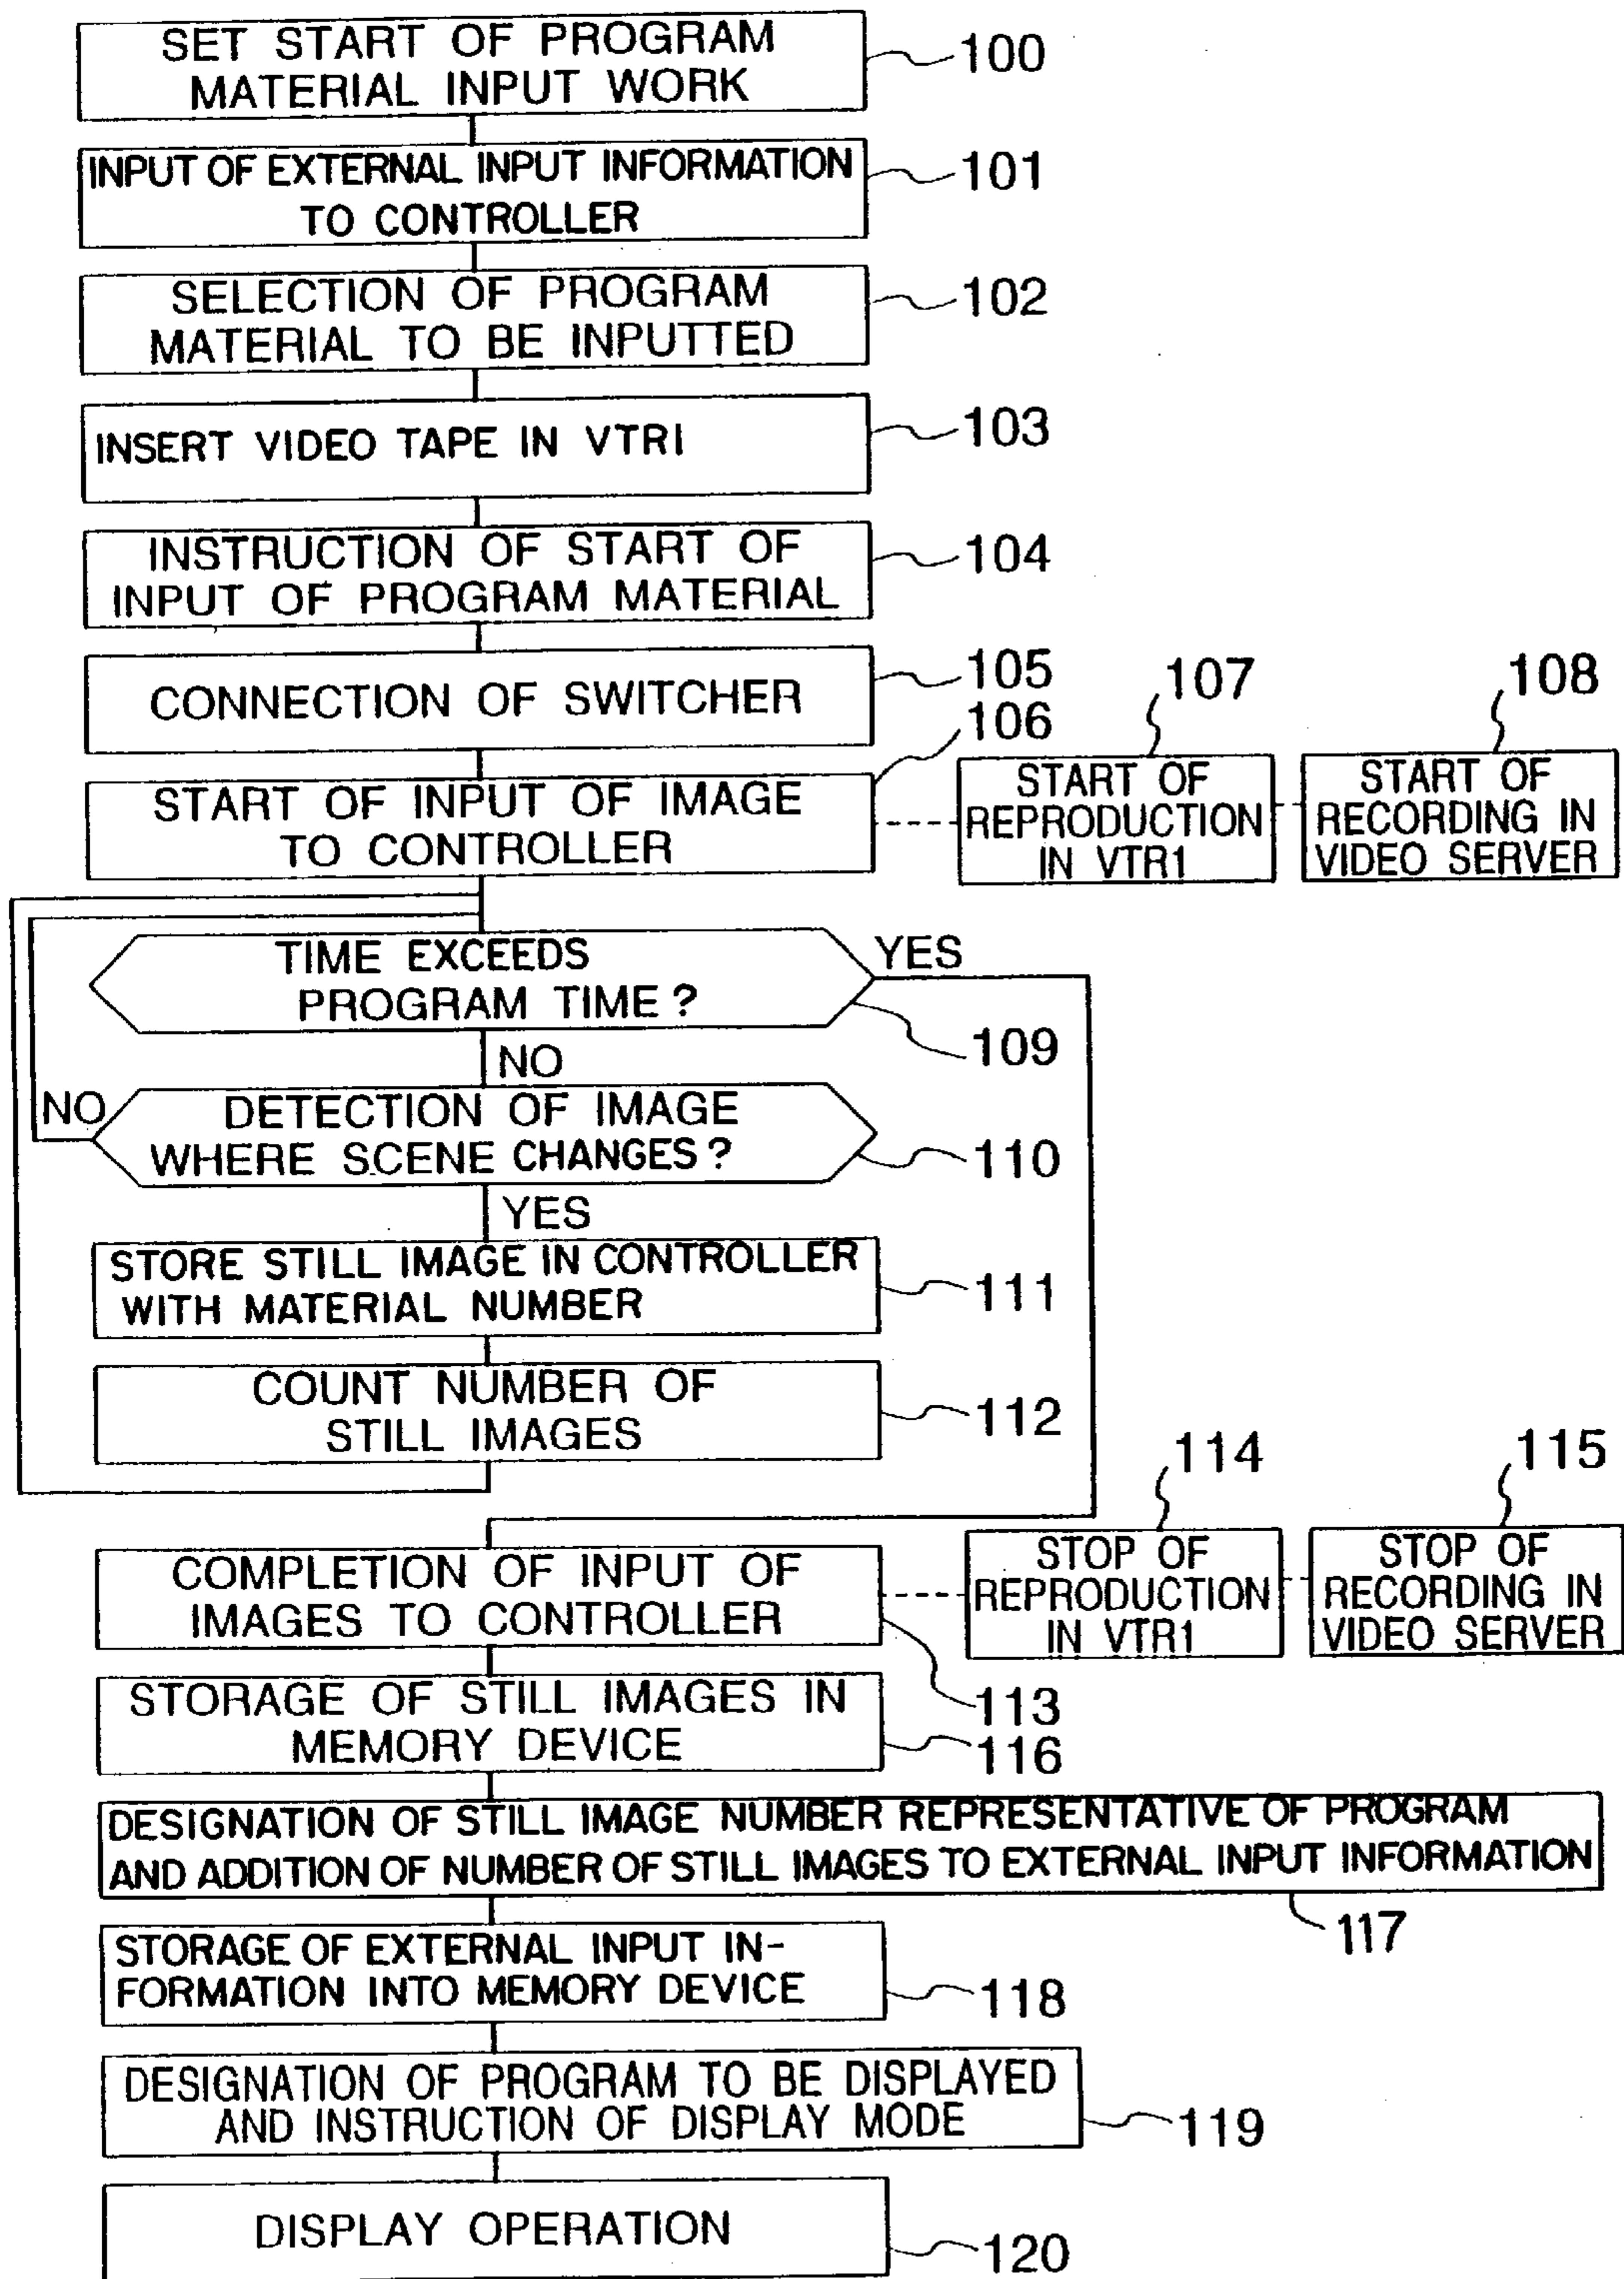 SET START OF PROGRAM
MATERIAL INPUT WORK
100
INPUT OF EXTERNAL INPUT INFORMATION
TO CONTROLLER
101
SELECTION OF PROGRAM
MATERIAL TO BE INPUTTED
102
INSERT VIDEO TAPE IN VTR1
103
INSTRUCTION OF START OF
INPUT OF PROGRAM MATERIAL
104
CONNECTION OF SWITCHER
105
START OF INPUT OF IMAGE
TO CONTROLLER
106
START OF
REPRODUCTION
IN VTR1
107
START OF
RECORDING IN
VIDEO SERVER
108
TIME EXCEEDS
PROGRAM TIME?
YES
109
NO
DETECTION OF IMAGE
WHERE SCENE CHANGES?
NO
110
YES
STORE STILL IMAGE IN CONTROLLER
WITH MATERIAL NUMBER
111
COUNT NUMBER OF
STILL IMAGES
112
COMPLETION OF INPUT OF
IMAGES TO CONTROLLER
113
STOP OF
REPRODUCTION
IN VTR1
114
STOP OF
RECORDING IN
VIDEO SERVER
115
STORAGE OF STILL IMAGES IN
MEMORY DEVICE
116
DESIGNATION OF STILL IMAGE NUMBER REPRESENTATIVE OF PROGRAM
AND ADDITION OF NUMBER OF STILL IMAGES TO EXTERNAL INPUT INFORMATION
117
STORAGE OF EXTERNAL INPUT IN-
FORMATION INTO MEMORY DEVICE
118
DESIGNATION OF PROGRAM TO BE DISPLAYED
AND INSTRUCTION OF DISPLAY MODE
119
DISPLAY OPERATION
120